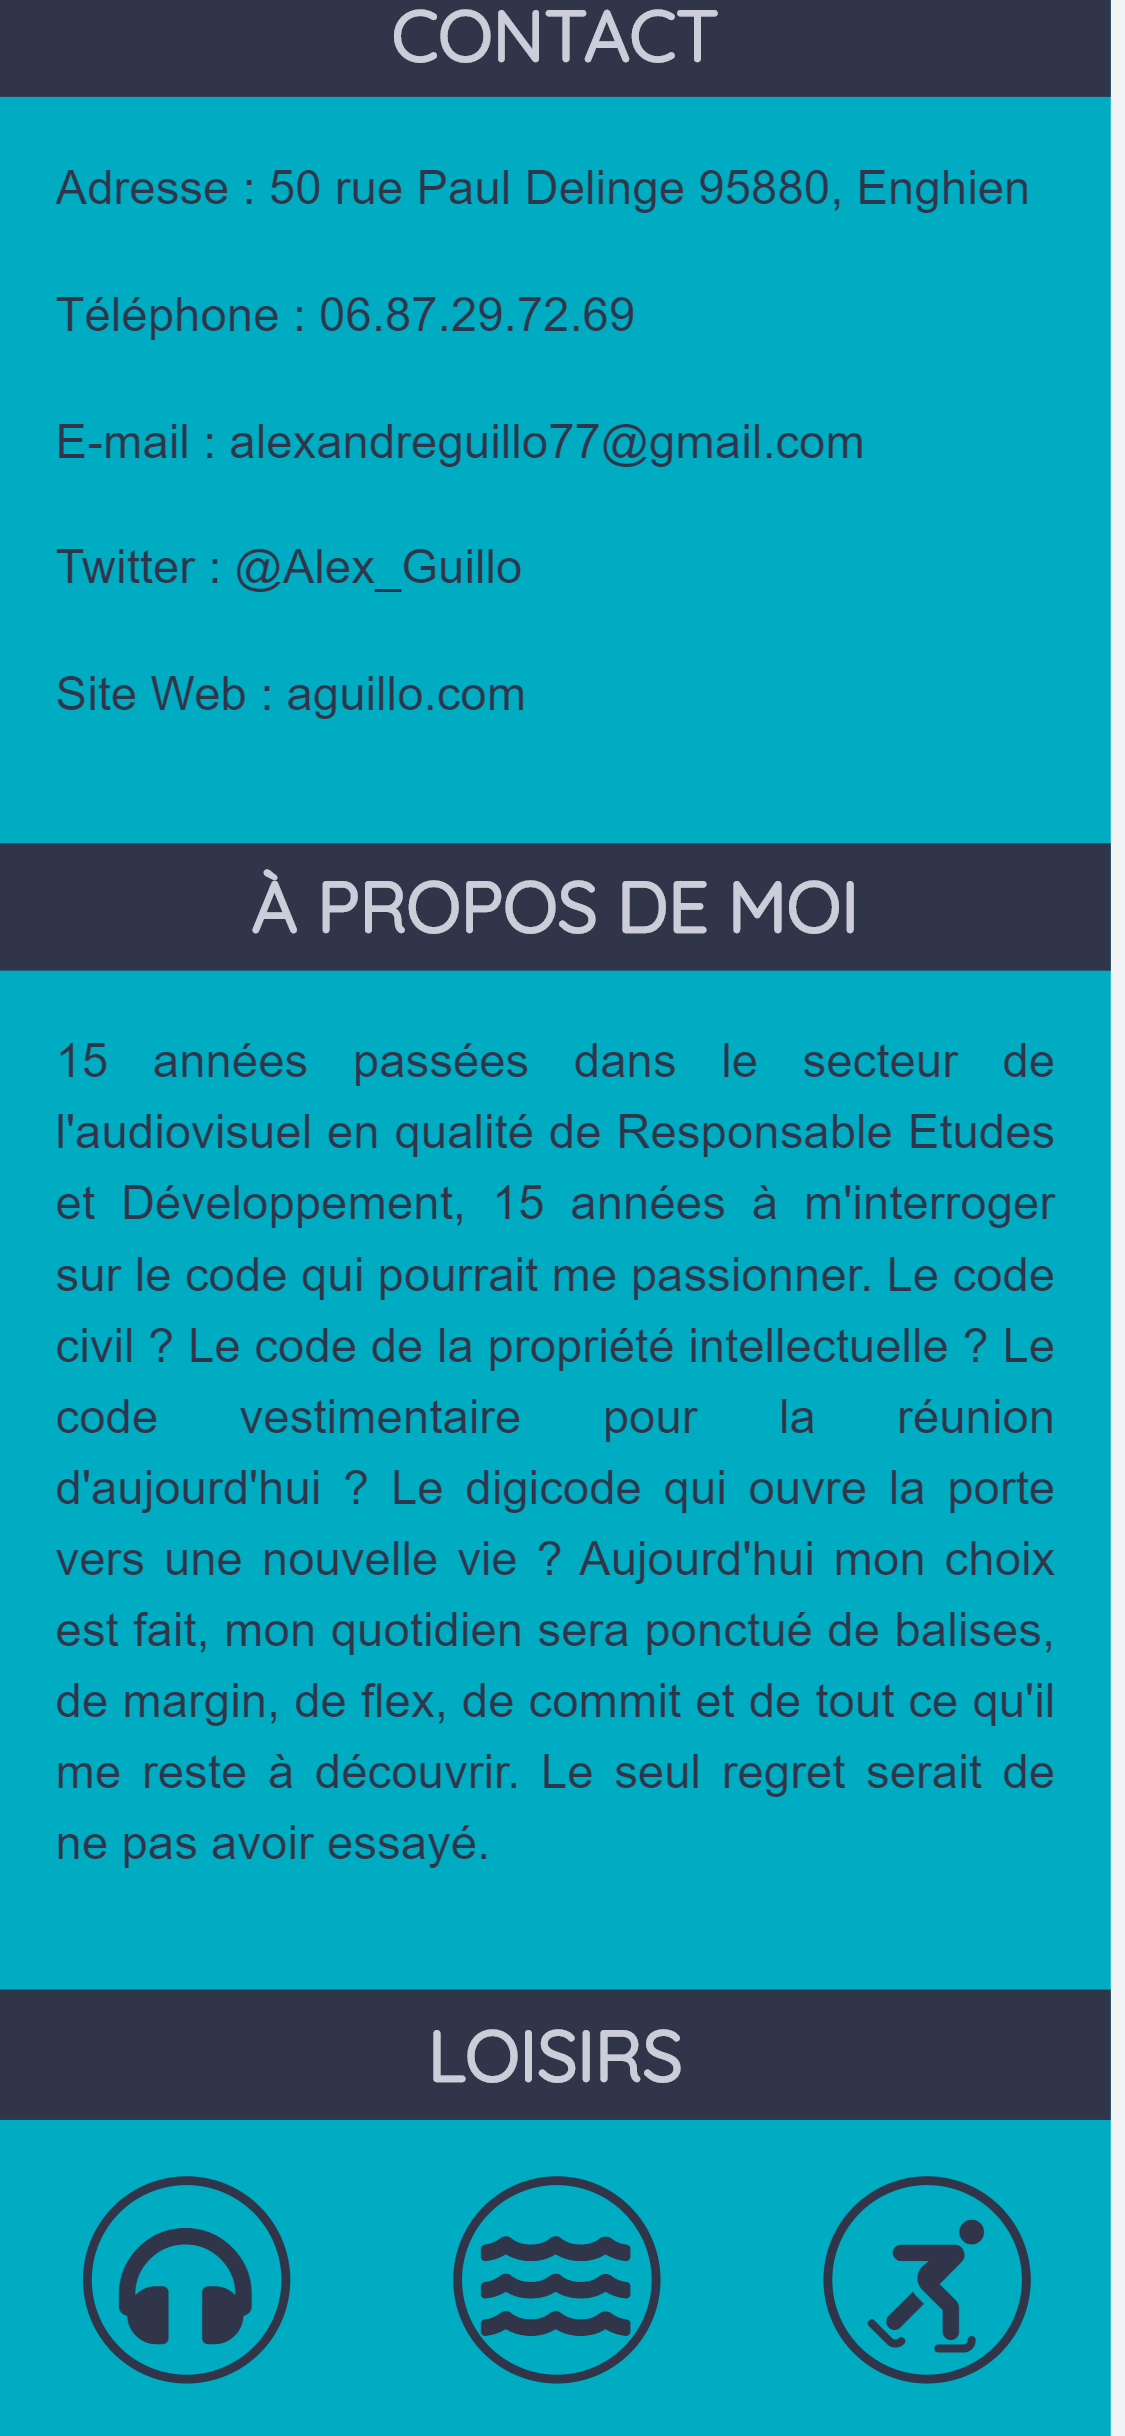 CONTACT
Adresse : 50 rue Paul Delinge 95880, Enghien
Téléphone : 06.87.29.72.69
E-mail : alexandreguillo77@gmail.com
Twitter : @Alex_Guillo
Site Web : aguillo.com
À PROPOS DE MOI
15 années passées dans le secteur de
l'audiovisuel en qualité de Responsable Etudes
et Développement, 15 années à m'interroger
sur le code qui pourrait me passionner. Le code
civil ? Le code de la propriété intellectuelle ? Le
code vestimentaire pour la réunion
d'aujourd'hui ? Le digicode qui ouvre la porte
vers une nouvelle vie ? Aujourd'hui mon choix
est fait, mon quotidien sera ponctué de balises,
de margin, de flex, de commit et de tout ce qu'il
me reste à découvrir. Le seul regret serait de
ne pas avoir essayé.
LOISIRS